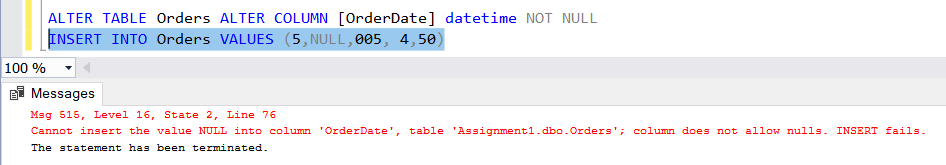 ALTER TABLE Orders ALTER COLUMN [OrderDate] datetime NOT NULL
INSERT INTO Orders VALUES (5,NULL,005, 4,50)
100 %
Messages
Msg 515, Level 16, State 2, Line 76
Cannot insert the value NULL into column 'OrderDate', table 'Assignment1.dbo.Orders'; column does not allow nulls. INSERT fails.
The statement has been terminated.